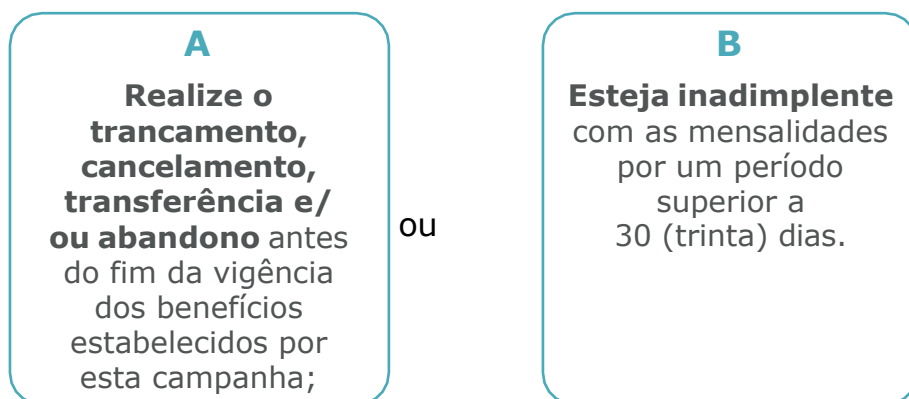 A
Realize o
trancamento,
cancelamento,
transferência e/
ou abandono antes
do fim da vigência
dos benefícios
estabelecidos por
esta campanha;
ou
B
Esteja inadimplente
com as mensalidades
por um período
superior a
30 (trinta) dias.